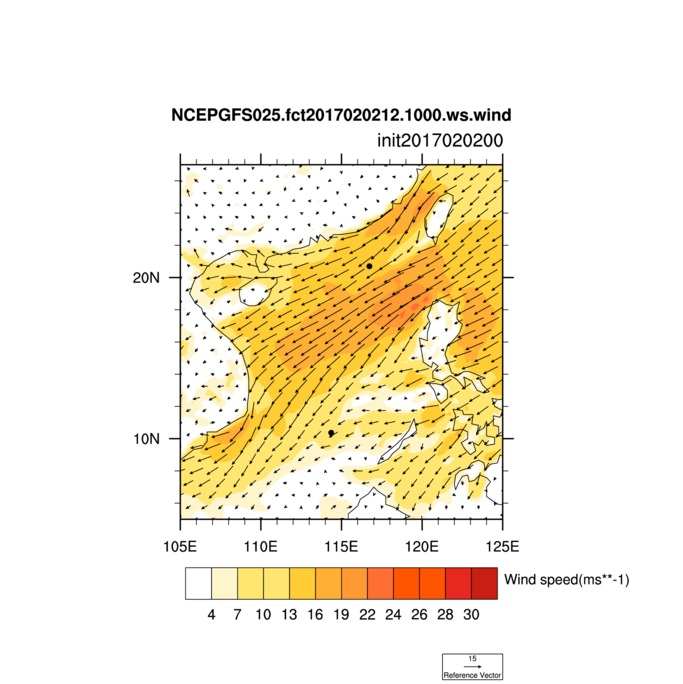 NCEPGFS025.fct2017020212.1000.ws.wind
init2017020200
20N
10N
105E 110E 115E 120E 125E
Wind speed(ms**-1)
4 7 10 13 16 19 22 24 26 28 30
15
Reference Vector